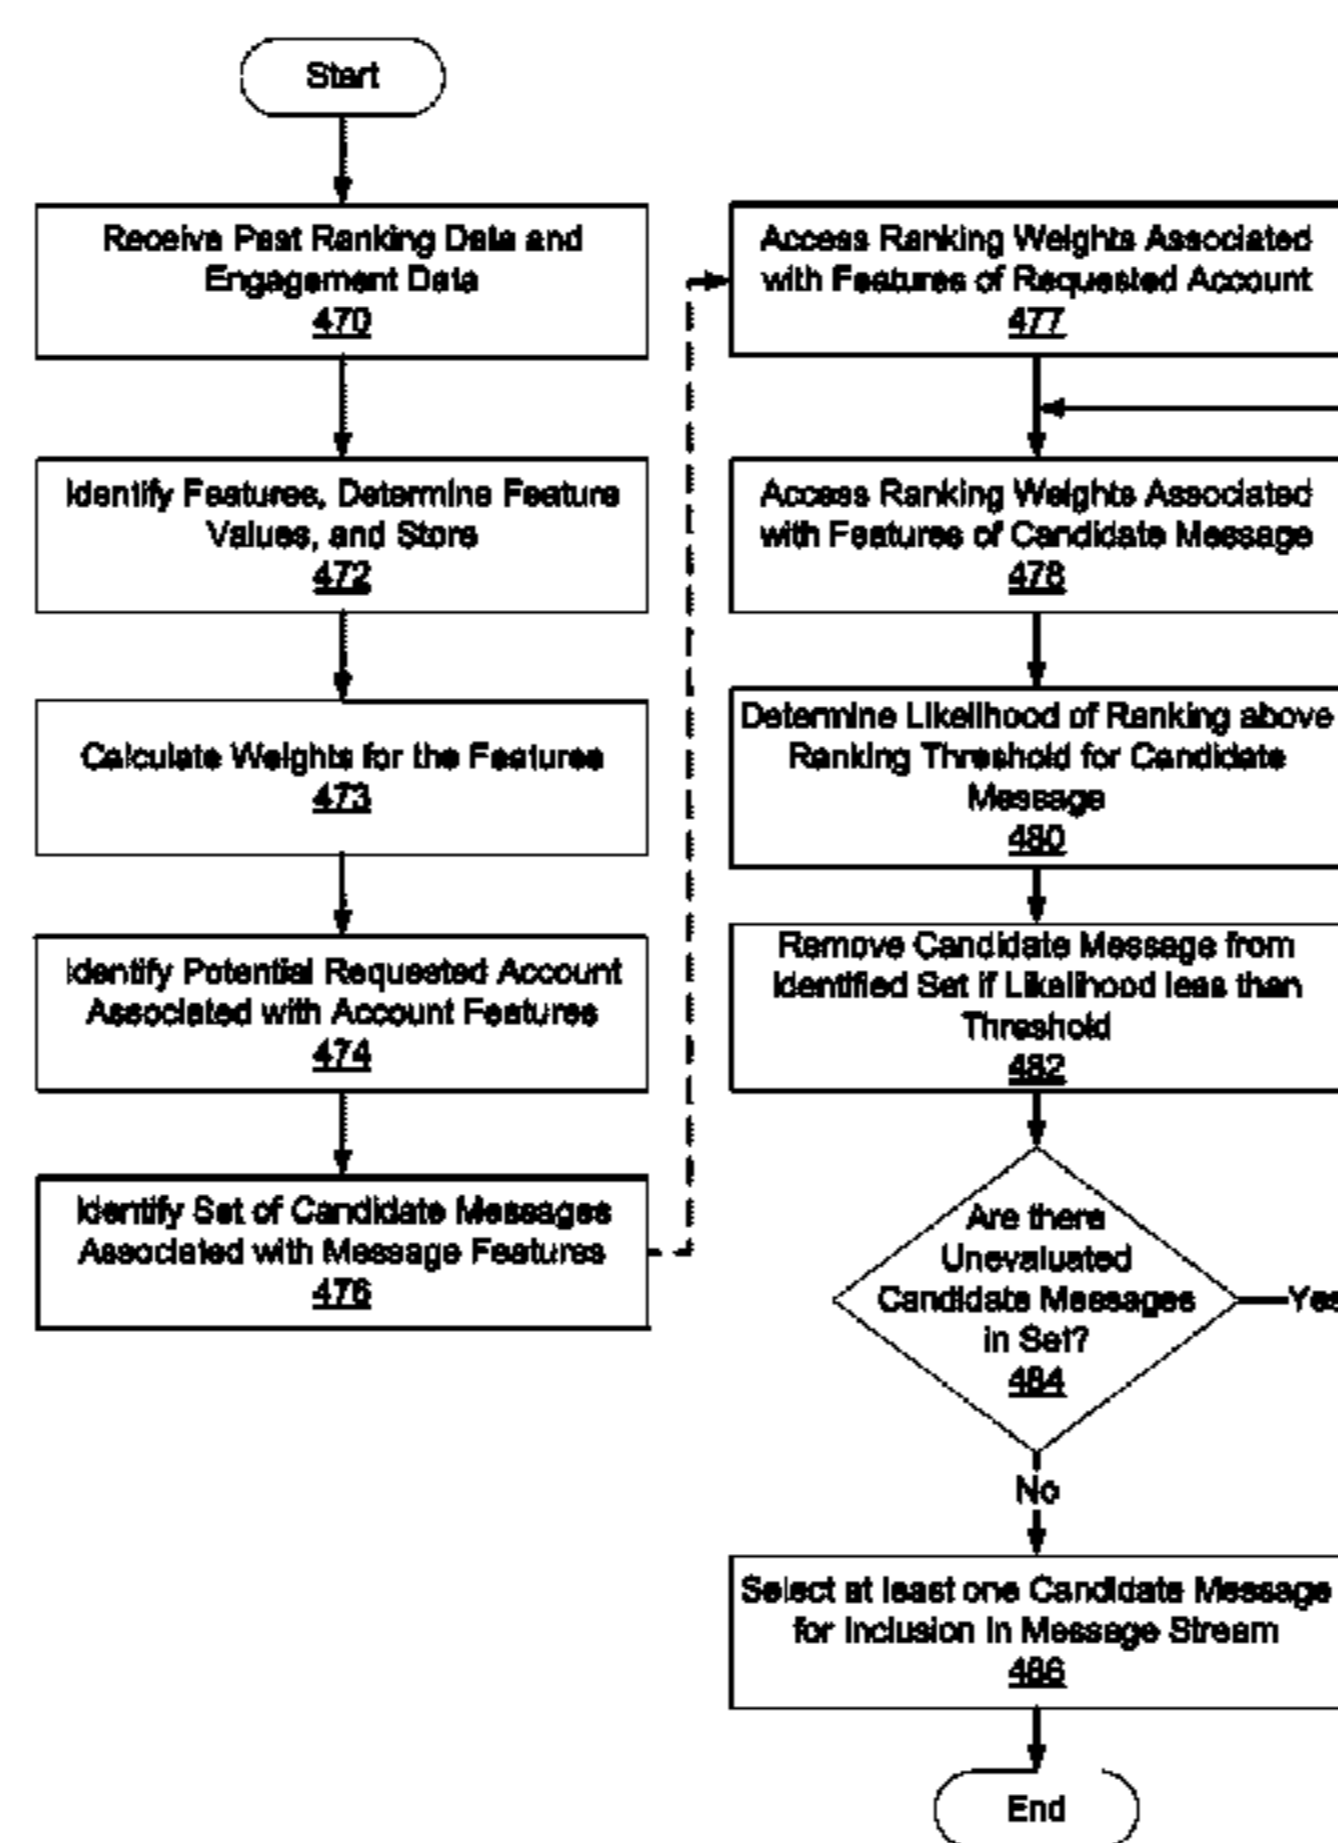 Start
Receive Past Ranking Data and
Engagement Data
470
Identify Features, Determine Feature
Values, and Store
472
Calculate Weights for the Features
473
Identify Potential Requested Account
Associated with Account Features
474
Identify Set of Candidate Messages
Associated with Message Features
476
Access Ranking Weights Associated
with Features of Requested Account
477
Access Ranking Weights Associated
with Features of Candidate Message
478
Determine Likelihood of Ranking above
Ranking Threshold for Candidate
Message
480
Remove Candidate Message from
Identified Set if Likelihood less than
Threshold
482
Are there
Unevaluated
Candidate Messages
in Set?
484
Yes
No
Select at least one Candidate Message
for Inclusion in Message Stream
486
End